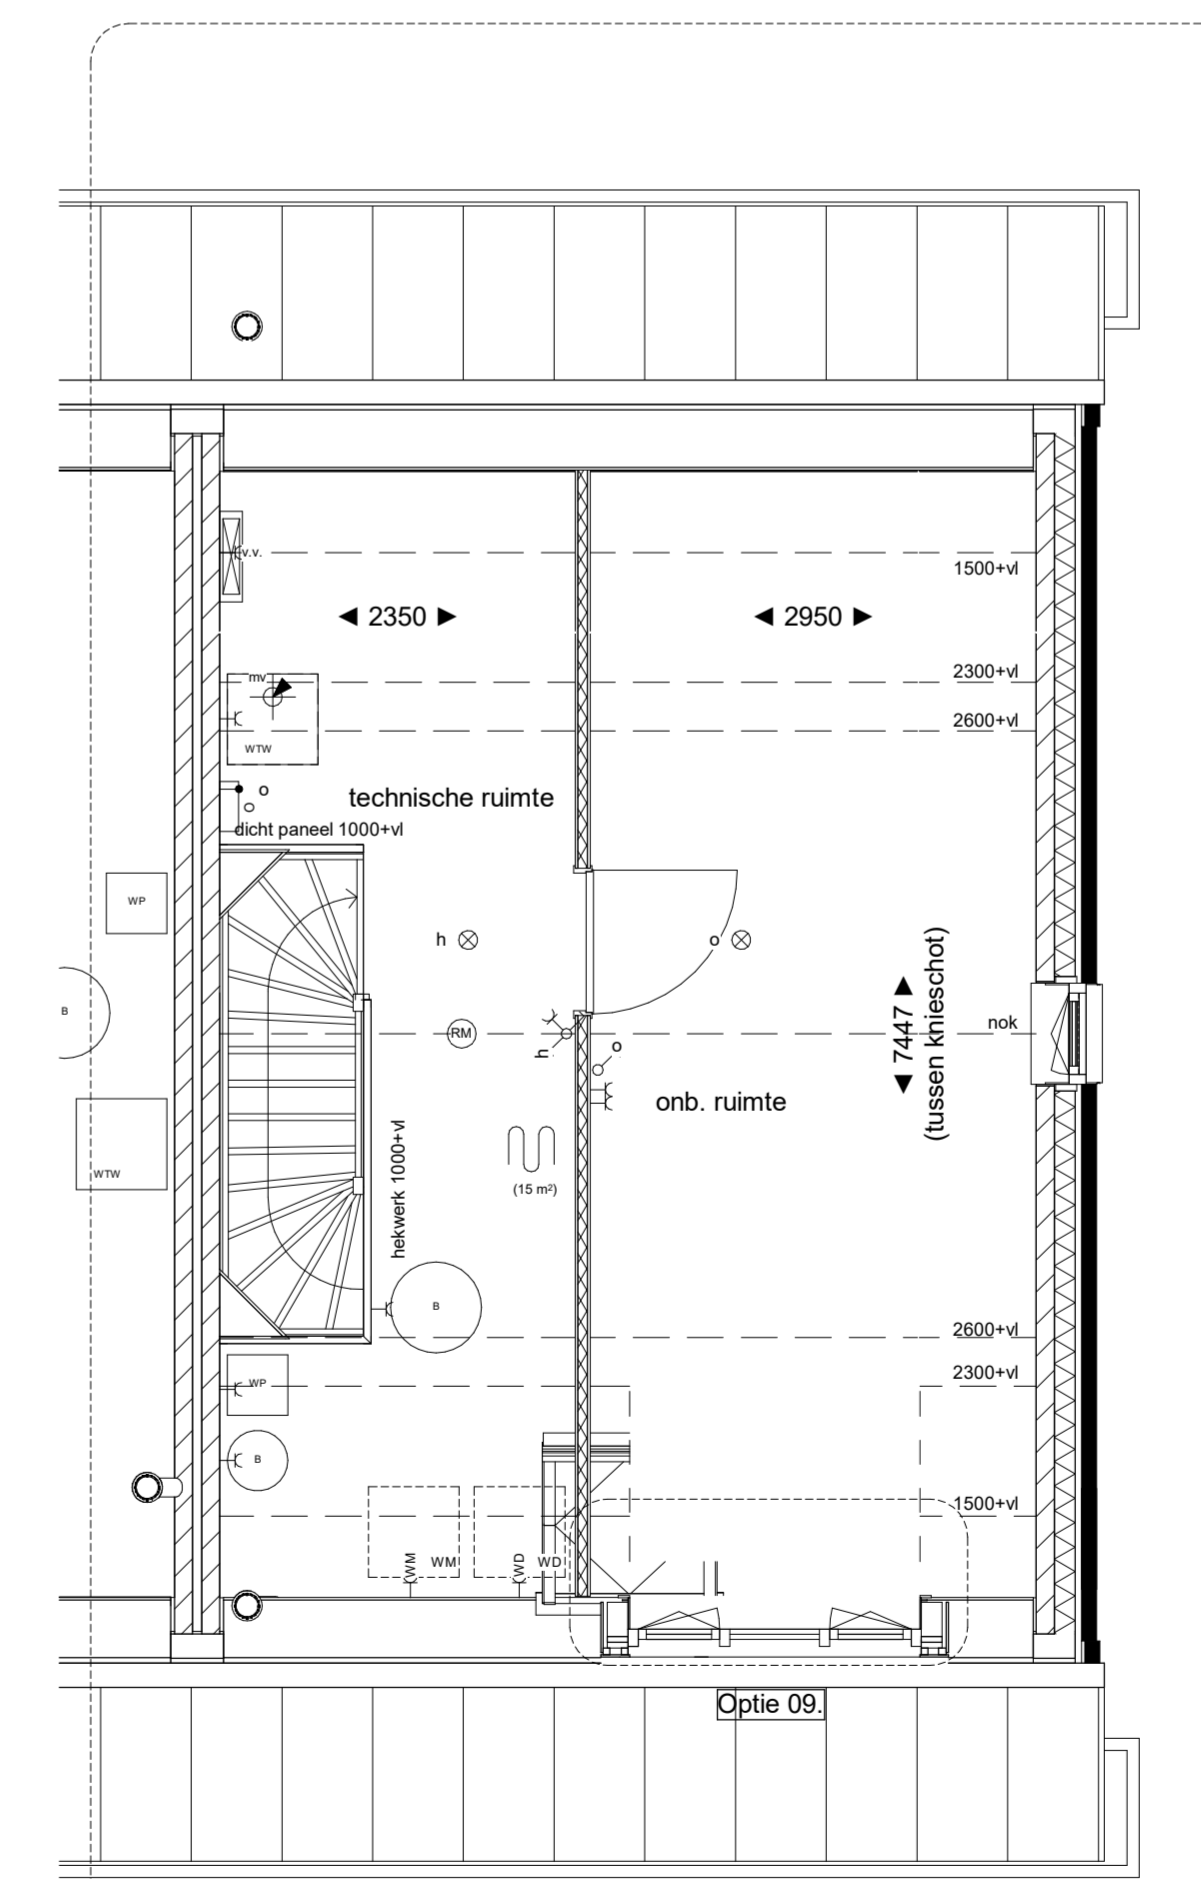 v.v.
1500+vl
◄ 2350 ►
◄ 2950 ►
2300+vl
mv
2600+vl
WTW
o
o
technische ruimte
dicht paneel 1000+vl
WP
h
o
B
RM
nok
h
o
◄ 7447 ►
(tussen knieschot)
onb. ruimte
hekwerk 1000+vl
WTW
(15 m²)
B
2600+vl
2300+vl
WP
B
1500+vl
WM
WM
WD
WD
Optie 09.